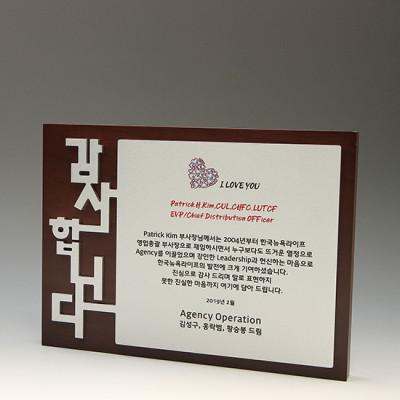 감사합니다
I LOVE YOU
Patrick H.Kim,CUL,CHFC.LUTCF
EVP/Chief Distribution OFFicer
Patrick Kim 부사장님께서는 2004년부터 한국뉴욕라이프
영업총괄 부사장으로 재임하시면서 누구보다도 뜨거운 열정으로
Agency를 이끌었으며 강인한 Leadership과 헌신하는 마음으로
한국뉴욕라이프의 발전에 크게 기여하셨습니다.
진심으로 감사 드리며 말로 표현하지
못한 진실한 마음까지 여기에 담아 드립니다.
2019년 2월
Agency Operation
김성구, 홍락범, 황승봉 드림